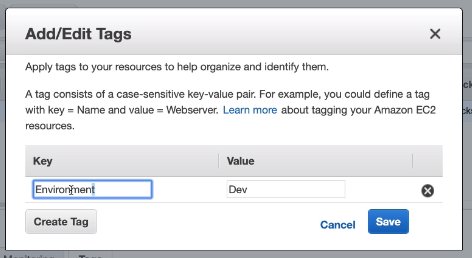 Add/Edit Tags
Apply tags to your resources to help organize and identify them.
A tag consists of a case-sensitive key-value pair. For example, you could define a tag
with key = Name and value = Webserver. Learn more about tagging your Amazon EC2
resources.
Key Value
Environment Dev
Create Tag Cancel Save
Monitoring Tags